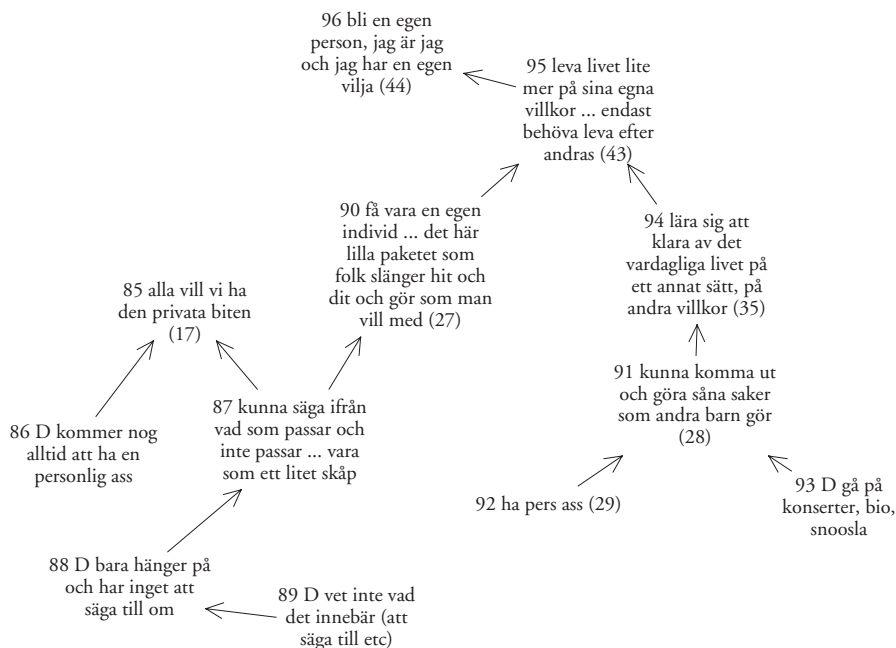 96 bli en egen
person, jag är jag
och jag har en egen
vilja (44)
95 leva livet lite
mer på sina egna
villkor ... endast
behöva leva efter
andras (43)
90 få vara en egen
individ ... det här
lilla paketet som
folk slänger hit och
dit och gör som man
vill med (27)
94 lära sig att
klara av det
vardagliga livet på
ett annat sätt, på
andra villkor (35)
85 alla vill vi ha
den privata biten
(17)
91 kunna komma ut
och göra såna saker
som andra barn gör
(28)
86 D kommer nog
alltid att ha en
personlig ass
87 kunna säga ifrån
vad som passar och
inte passar ... vara
som ett litet skåp
92 ha pers ass (29)
93 D gå på
konserter, bio,
snoosla
88 D bara hänger på
och har inget att
säga till om
89 D vet inte vad
det innebär (att
säga till etc)